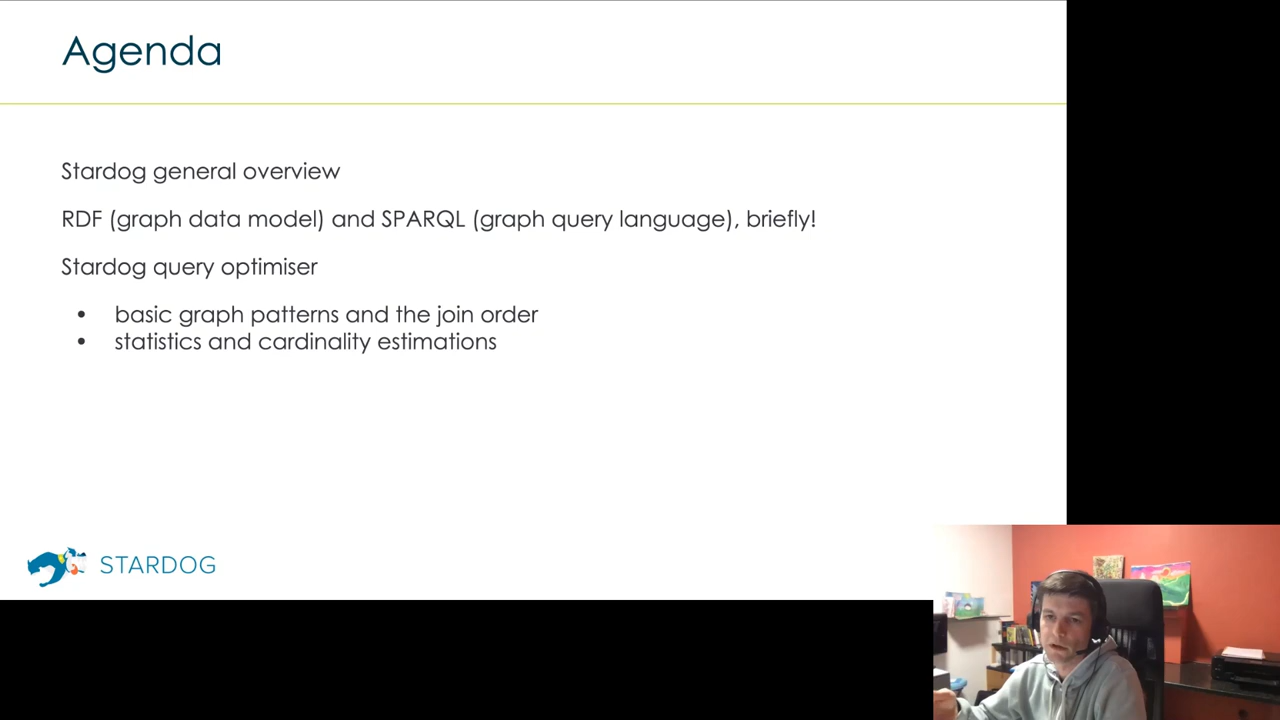 Agenda
Stardog general overview
RDF (graph data model) and SPARQL (graph query language), briefly!
Stardog query optimiser
• basic graph patterns and the join order
• statistics and cardinality estimations
STARDOG